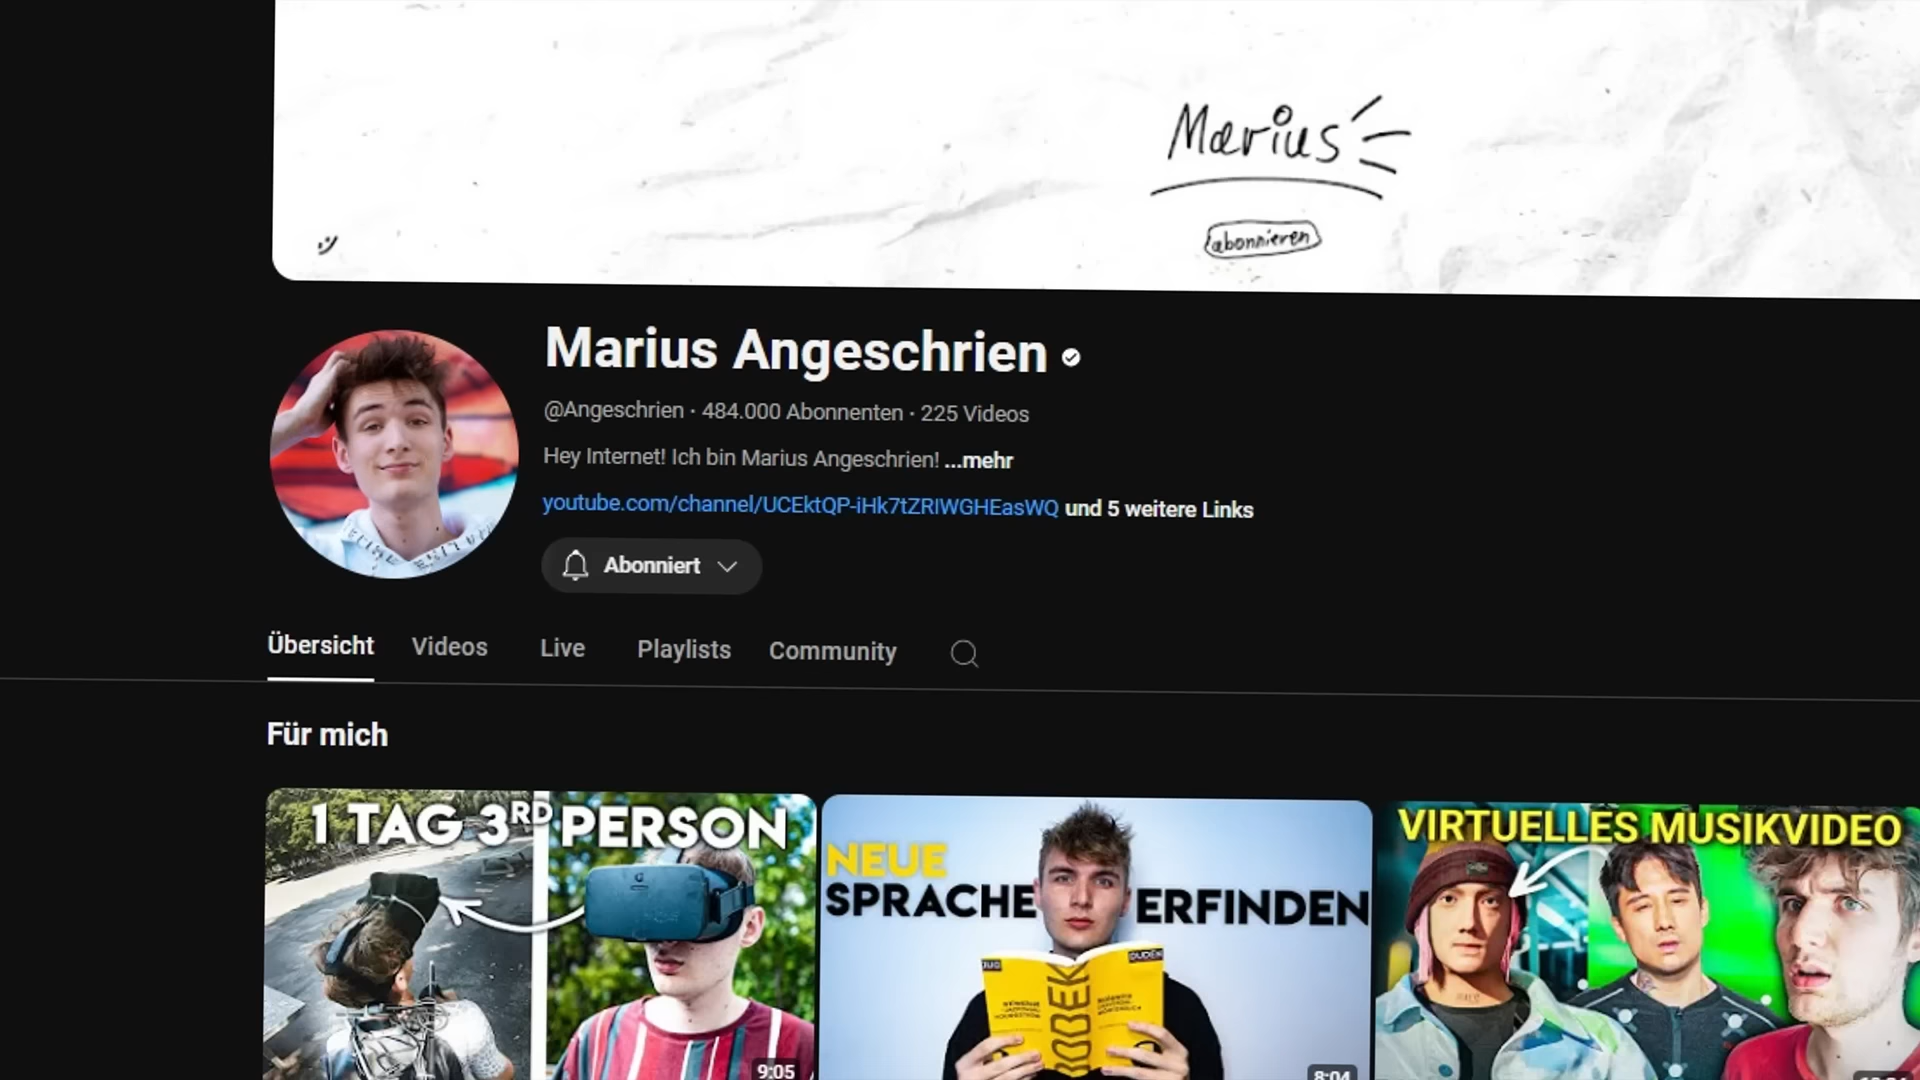 Marius
abonnieren
Marius Angeschrien
@Angeschrien · 484.000 Abonnenten · 225 Videos
Hey Internet! Ich bin Marius Angeschrien! ...mehr
youtube.com/channel/UCEktQP-iHk7tZRIWGHEasWQ und 5 weitere Links
Abonniert
Übersicht Videos Live Playlists Community
Für mich
1 TAG 3RD PERSON
9:05
NEUE
SPRACHE ERFINDEN
DUDEN
8:04
VIRTUELLES MUSIKVIDEO